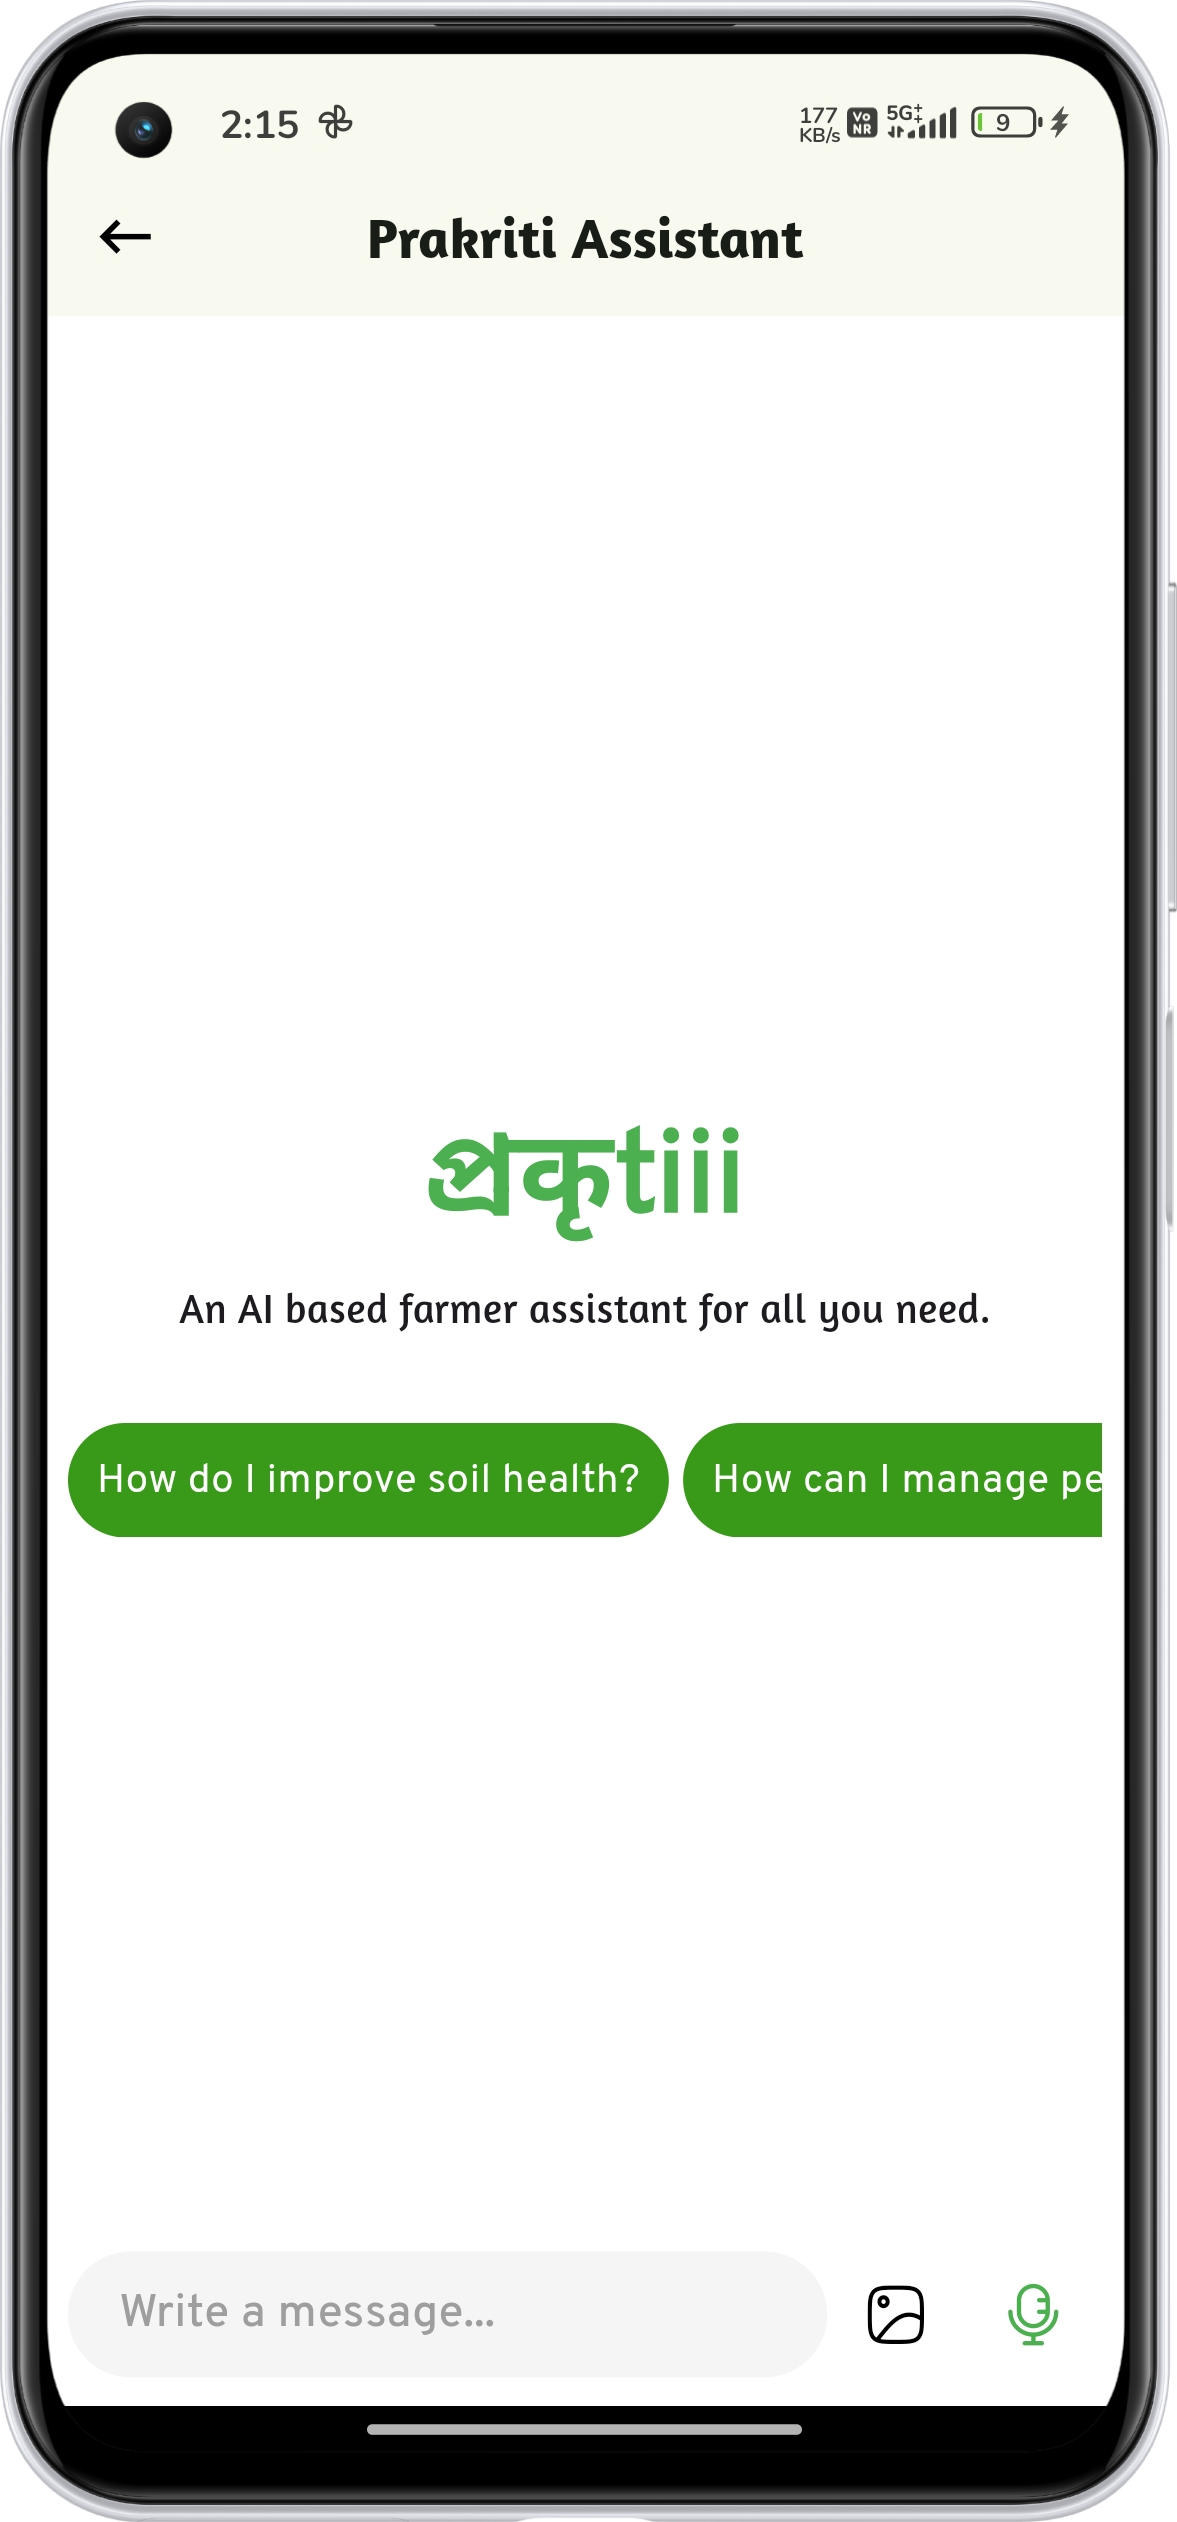 2:15
177
KB/s
Vo
NR
5G++
9
Prakriti Assistant
প্রকৃtiii
An AI based farmer assistant for all you need.
How do I improve soil health?
How can I manage pe
Write a message...